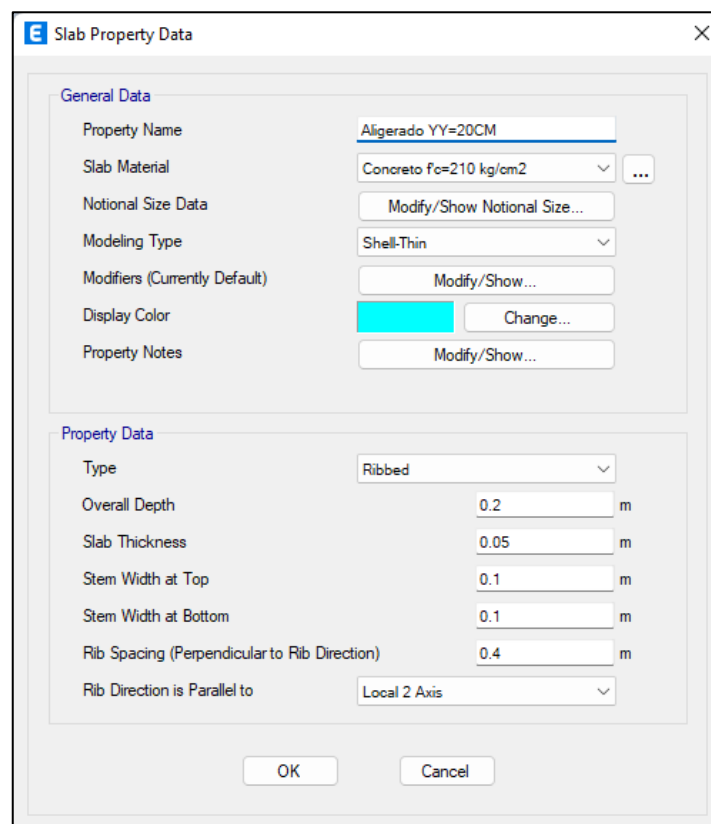 E Slab Property Data
General Data
Property Name Aligerado YY=20CM
Slab Material Concreto f'c=210 kg/cm2 ...
Notional Size Data Modify/Show Notional Size...
Modeling Type Shell-Thin
Modifiers (Currently Default) Modify/Show...
Display Color Change...
Property Notes Modify/Show...
Property Data
Type Ribbed
Overall Depth 0.2 m
Slab Thickness 0.05 m
Stem Width at Top 0.1 m
Stem Width at Bottom 0.1 m
Rib Spacing (Perpendicular to Rib Direction) 0.4 m
Rib Direction is Parallel to Local 2 Axis
OK Cancel